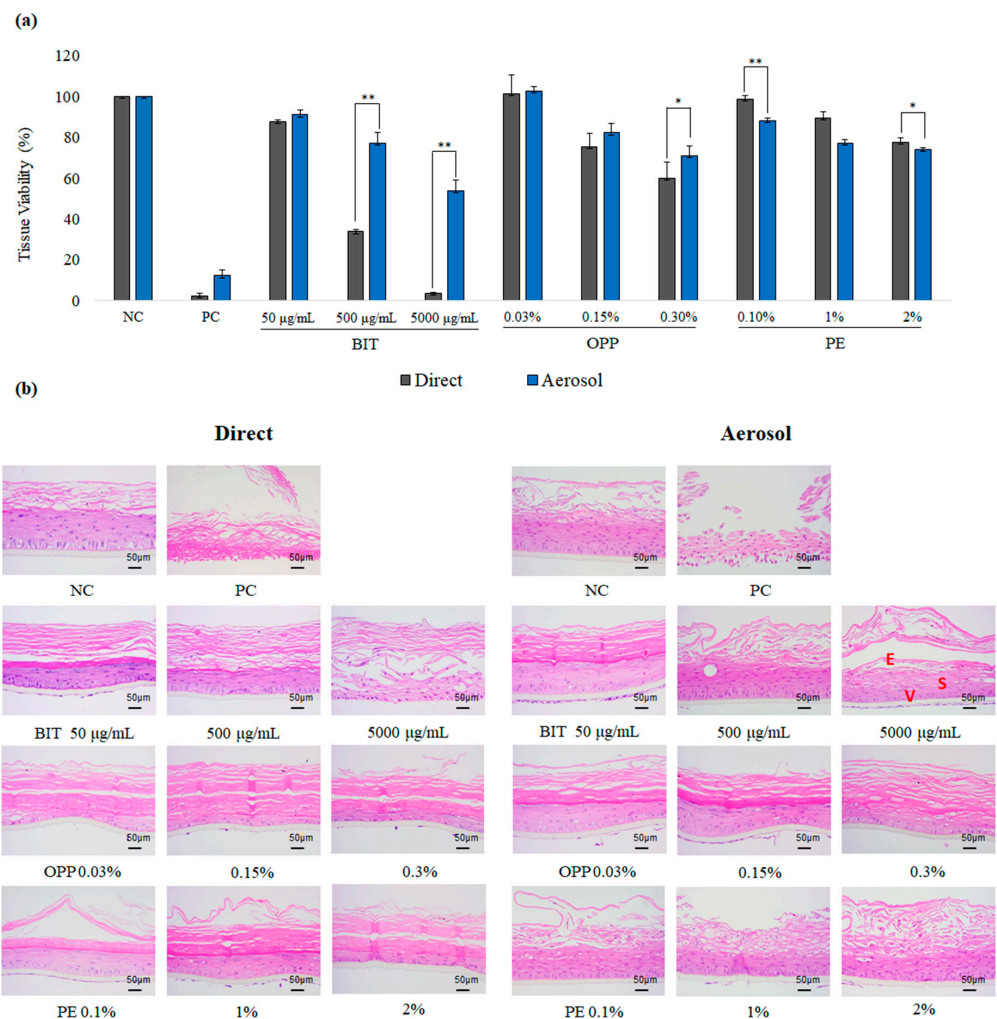 (a)
Tissue Viability (%)
120
100
80
60
40
20
0
**
**
*
**
*
NC PC 50 µg/mL 500 µg/mL 5000 µg/mL 0.03% 0.15% 0.30% 0.10% 1% 2%
BIT OPP PE
Direct Aerosol
(b)
Direct Aerosol
50µm 50µm 50µm 50µm
NC PC NC PC
50µm 50µm 50µm 50µm 50µm 50µm
E
S
V
BIT 50 µg/mL 500 µg/mL 5000 µg/mL BIT 50 µg/mL 500 µg/mL 5000 µg/mL
50µm 50µm 50µm 50µm 50µm 50µm
OPP 0.03% 0.15% 0.3% OPP 0.03% 0.15% 0.3%
50µm 50µm 50µm 50µm 50µm 50µm
PE 0.1% 1% 2% PE 0.1% 1% 2%